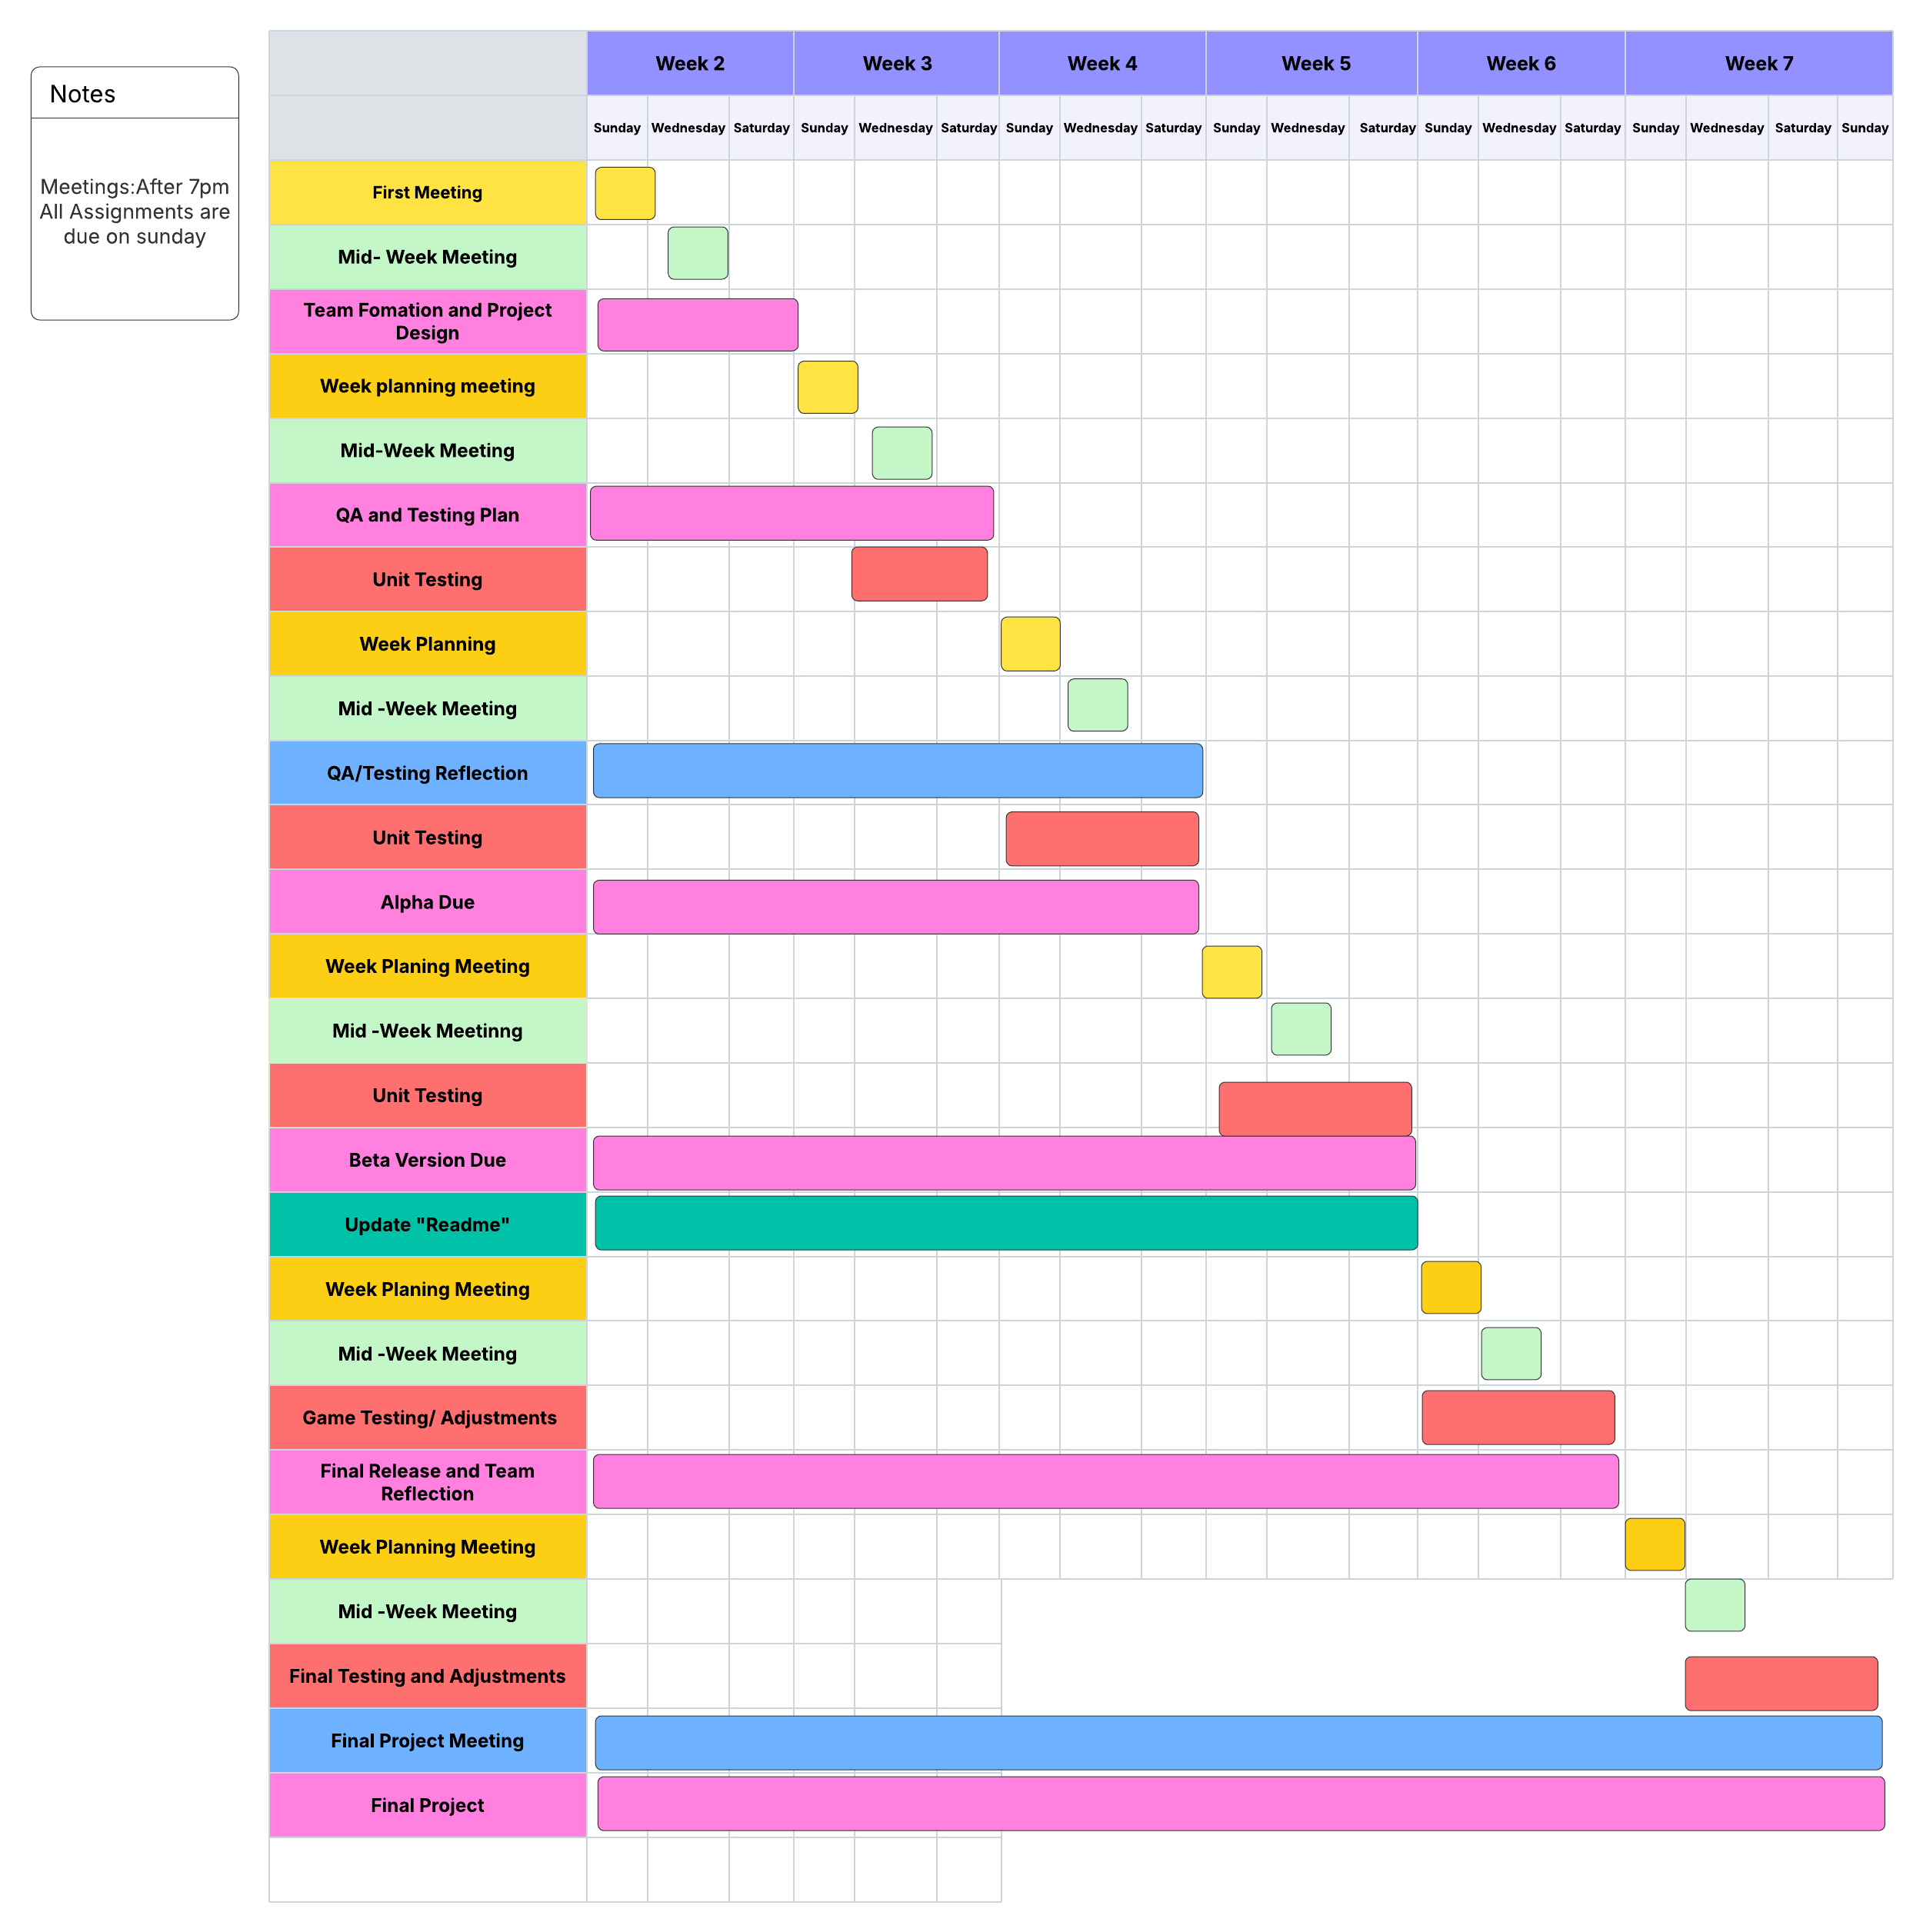 Notes
Meetings:After 7pm
All Assignments are
due on sunday
Week 2 Week 3 Week 4 Week 5 Week 6 Week 7
Sunday Wednesday Saturday Sunday Wednesday Saturday Sunday Wednesday Saturday Sunday Wednesday Saturday Sunday Wednesday Saturday Sunday Wednesday Saturday Sunday
First Meeting
Mid- Week Meeting
Team Fomation and Project
Design
Week planning meeting
Mid-Week Meeting
QA and Testing Plan
Unit Testing
Week Planning
Mid -Week Meeting
QA/Testing Reflection
Unit Testing
Alpha Due
Week Planing Meeting
Mid -Week Meetinng
Unit Testing
Beta Version Due
Update "Readme"
Week Planing Meeting
Mid -Week Meeting
Game Testing/ Adjustments
Final Release and Team
Reflection
Week Planning Meeting
Mid -Week Meeting
Final Testing and Adjustments
Final Project Meeting
Final Project